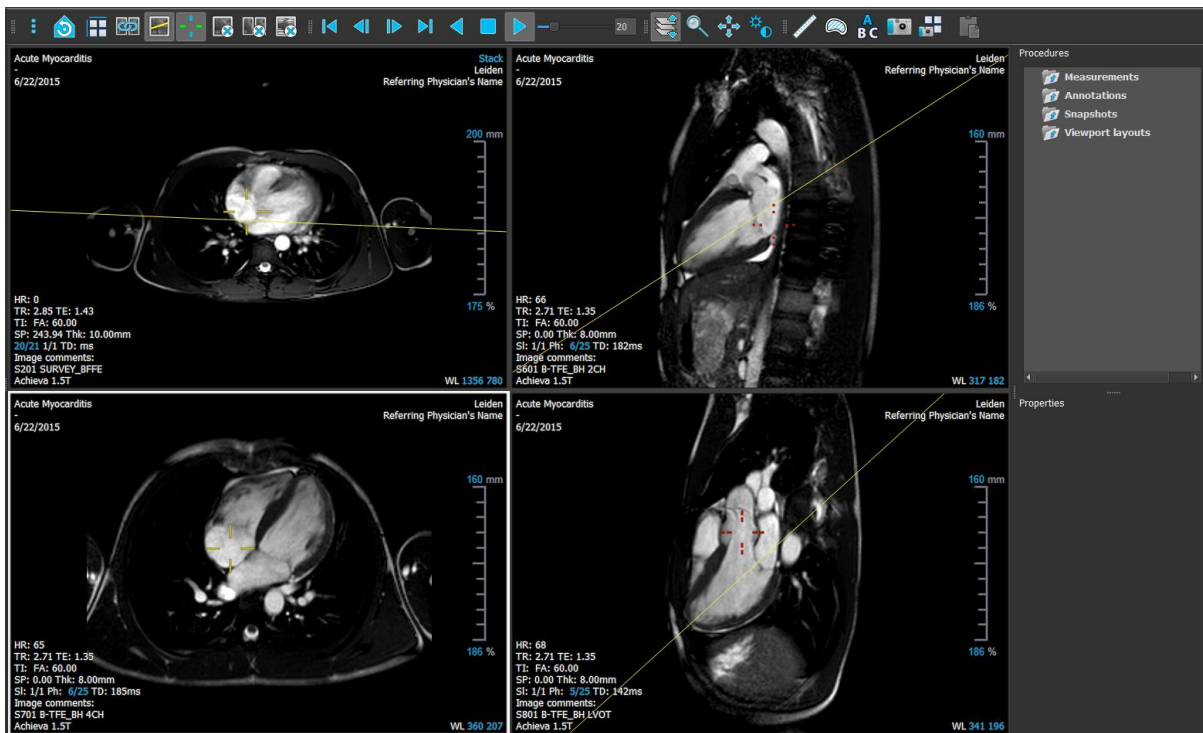 20
A
B C
Acute Myocarditis
-
6/22/2015
Stack
Leiden
Referring Physician's Name
200 mm
175 %
HR: 0
TR: 2.85 TE: 1.43
TI: FA: 60.00
SP: 243.94 Thk: 10.00mm
20/21 1/1 TD: ms
Image comments:
S201 SURVEY_BFFE
Achieva 1.5T
WL 1356 780
Acute Myocarditis
-
6/22/2015
Leiden
Referring Physician's Name
160 mm
186 %
HR: 66
TR: 2.71 TE: 1.35
TI: FA: 60.00
SP: 0.00 Thk: 8.00mm
Sl: 1/1 Ph: 6/25 TD: 182ms
Image comments:
S601 B-TFE_BH 2CH
Achieva 1.5T
WL 317 182
Acute Myocarditis
-
6/22/2015
Leiden
Referring Physician's Name
160 mm
186 %
HR: 65
TR: 2.71 TE: 1.35
TI: FA: 60.00
SP: 0.00 Thk: 8.00mm
Sl: 1/1 Ph: 6/25 TD: 185ms
Image comments:
S701 B-TFE_BH 4CH
Achieva 1.5T
WL 360 207
Acute Myocarditis
-
6/22/2015
Leiden
Referring Physician's Name
160 mm
186 %
HR: 68
TR: 2.71 TE: 1.35
TI: FA: 60.00
SP: 0.00 Thk: 8.00mm
Sl: 1/1 Ph: 5/25 TD: 142ms
Image comments:
S801 B-TFE_BH LVOT
Achieva 1.5T
WL 341 196
Procedures
Measurements
Annotations
Snapshots
Viewport layouts
Properties